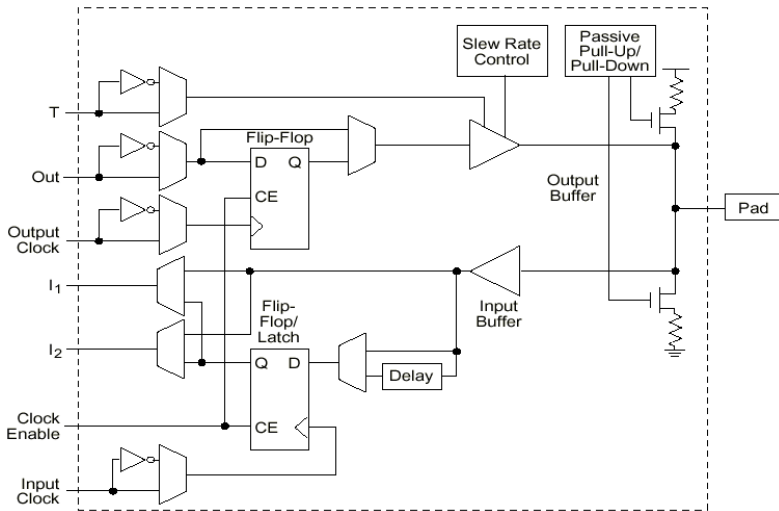 Slew Rate
Control
Passive
Pull-Up/
Pull-Down
T
Flip-Flop
D
Q
Out
CE
Output
Buffer
Pad
Output
Clock
I1
Flip-
Flop/
Latch
Input
Buffer
I2
Q
D
Delay
Clock
Enable
CE
Input
Clock